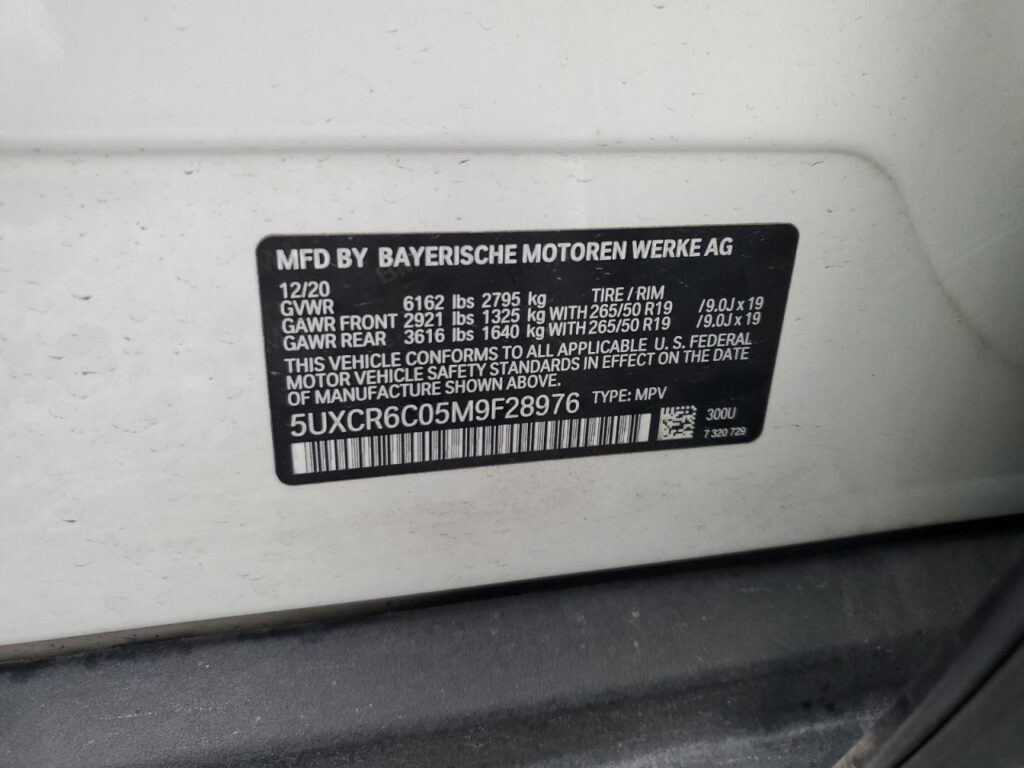 MFD BY BAYERISCHE MOTOREN WERKE AG
12/20 TIRE / RIM
GVWR 6162 lbs 2795 kg
GAWR FRONT 2921 lbs 1325 kg WITH 265/50 R19 /9.0J x 19
GAWR REAR 3616 lbs 1640 kg WITH 265/50 R19 /9.0J x 19
THIS VEHICLE CONFORMS TO ALL APPLICABLE U. S. FEDERAL
MOTOR VEHICLE SAFETY STANDARDS IN EFFECT ON THE DATE
OF MANUFACTURE SHOWN ABOVE.
5UXCR6C05M9F28976 TYPE: MPV
300U
7 320 729